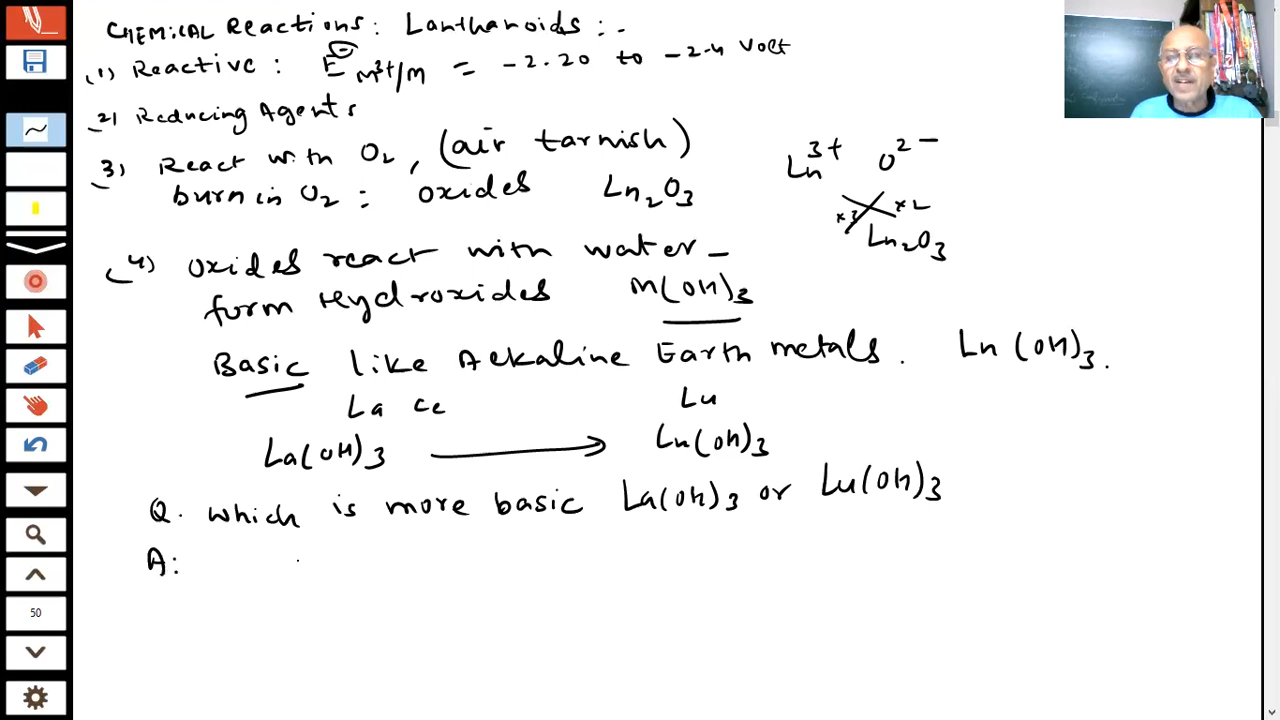 CHEMICAL Reactions: Lanthanoids :-
(1) Reactive : E⊖ M³⁺/M = -2.20 to -2.4 Volt
(2) Reducing Agents
(3) React with O₂, (air tarnish)
burn in O₂ : oxides Ln₂O₃
Ln³⁺ O²⁻
×3 ×2
Ln₂O₃
(4) Oxides react with water -
form Hydroxides M(OH)₃
Basic like Alkaline Earth metals. Ln(OH)₃.
La Ce Lu
La(OH)₃ → Lu(OH)₃
Q. which is more basic La(OH)₃ or Lu(OH)₃
A:
50